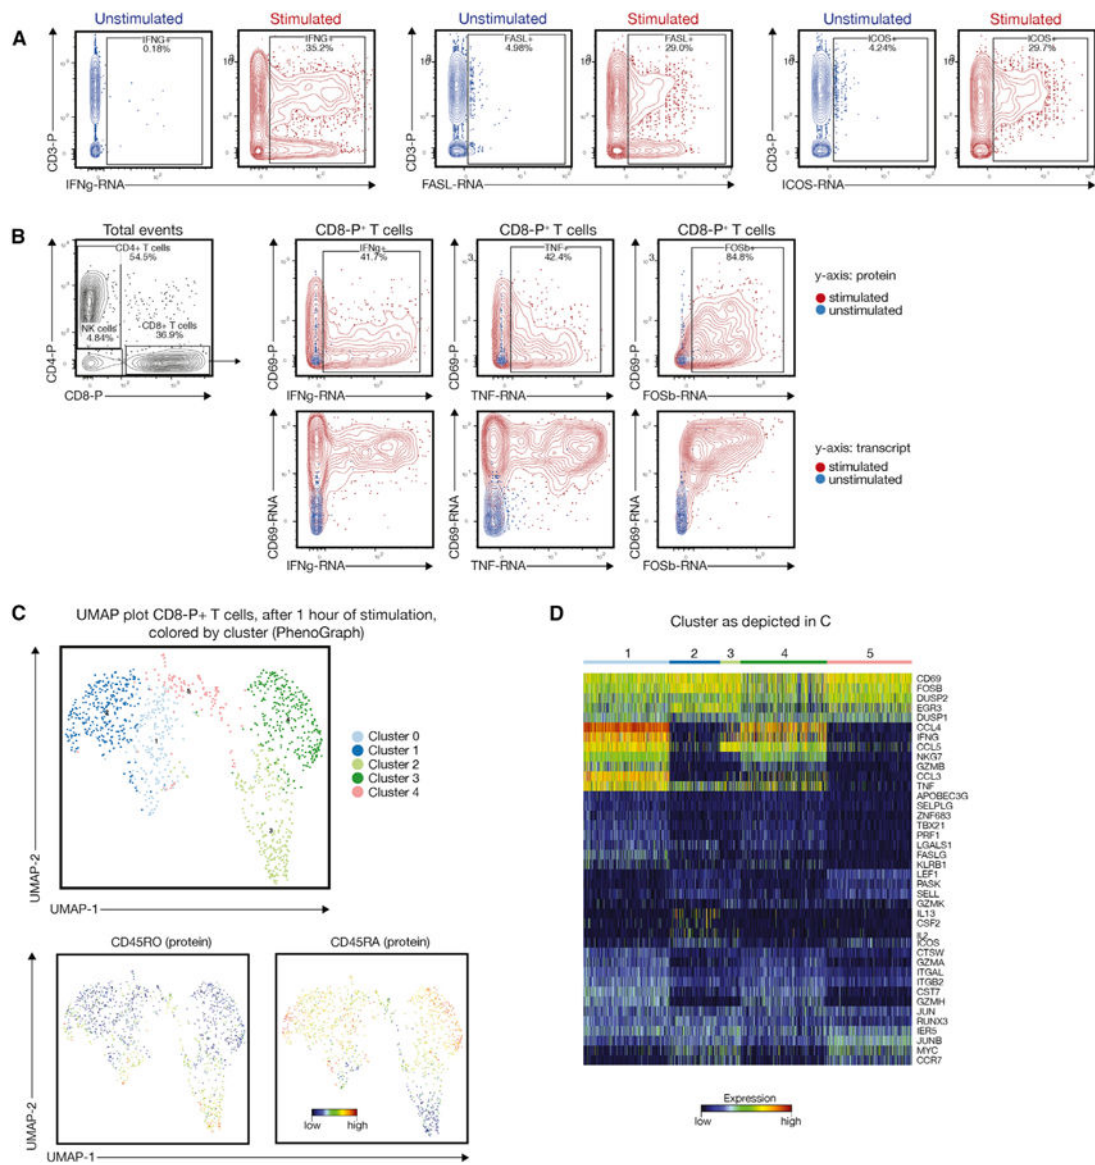 A
Unstimulated
Stimulated
Unstimulated
Stimulated
Unstimulated
Stimulated
IFNG+
0.18%
IFNG+
35.2%
FASL+
4.98%
FASL+
29.0%
ICOS+
4.24%
ICOS+
29.7%
CD3-P
CD3-P
CD3-P
IFNg-RNA
FASL-RNA
ICOS-RNA
B
Total events
CD8-P+ T cells
CD8-P+ T cells
CD8-P+ T cells
CD4+ T cells
54.5%
NK cells
4.84%
CD8+ T cells
36.9%
CD4-P
CD8-P
IFNg+
41.7%
TNF+
42.4%
FOSb+
84.8%
CD69-P
CD69-P
CD69-P
IFNg-RNA
TNF-RNA
FOSb-RNA
y-axis: protein
stimulated
unstimulated
CD69-RNA
CD69-RNA
CD69-RNA
IFNg-RNA
TNF-RNA
FOSb-RNA
y-axis: transcript
stimulated
unstimulated
C
UMAP plot CD8-P+ T cells, after 1 hour of stimulation,
colored by cluster (PhenoGraph)
UMAP-2
UMAP-1
Cluster 0
Cluster 1
Cluster 2
Cluster 3
Cluster 4
CD45RO (protein)
CD45RA (protein)
UMAP-2
UMAP-1
low
high
D
Cluster as depicted in C
1 2 3 4 5
CD69
FOSB
DUSP2
EGR3
DUSP1
CCL4
IFNG
CCL5
NKG7
GZMB
CCL3
TNF
APOBEC3G
SELPLG
ZNF683
TBX21
PRF1
LGALS1
FASLG
KLRB1
LEF1
PASK
SELL
GZMK
IL13
CSF2
IL2
ICOS
CTSW
GZMA
ITGAL
ITGB2
CST7
GZMH
JUN
RUNX3
IER5
JUNB
MYC
CCR7
Expression
low
high